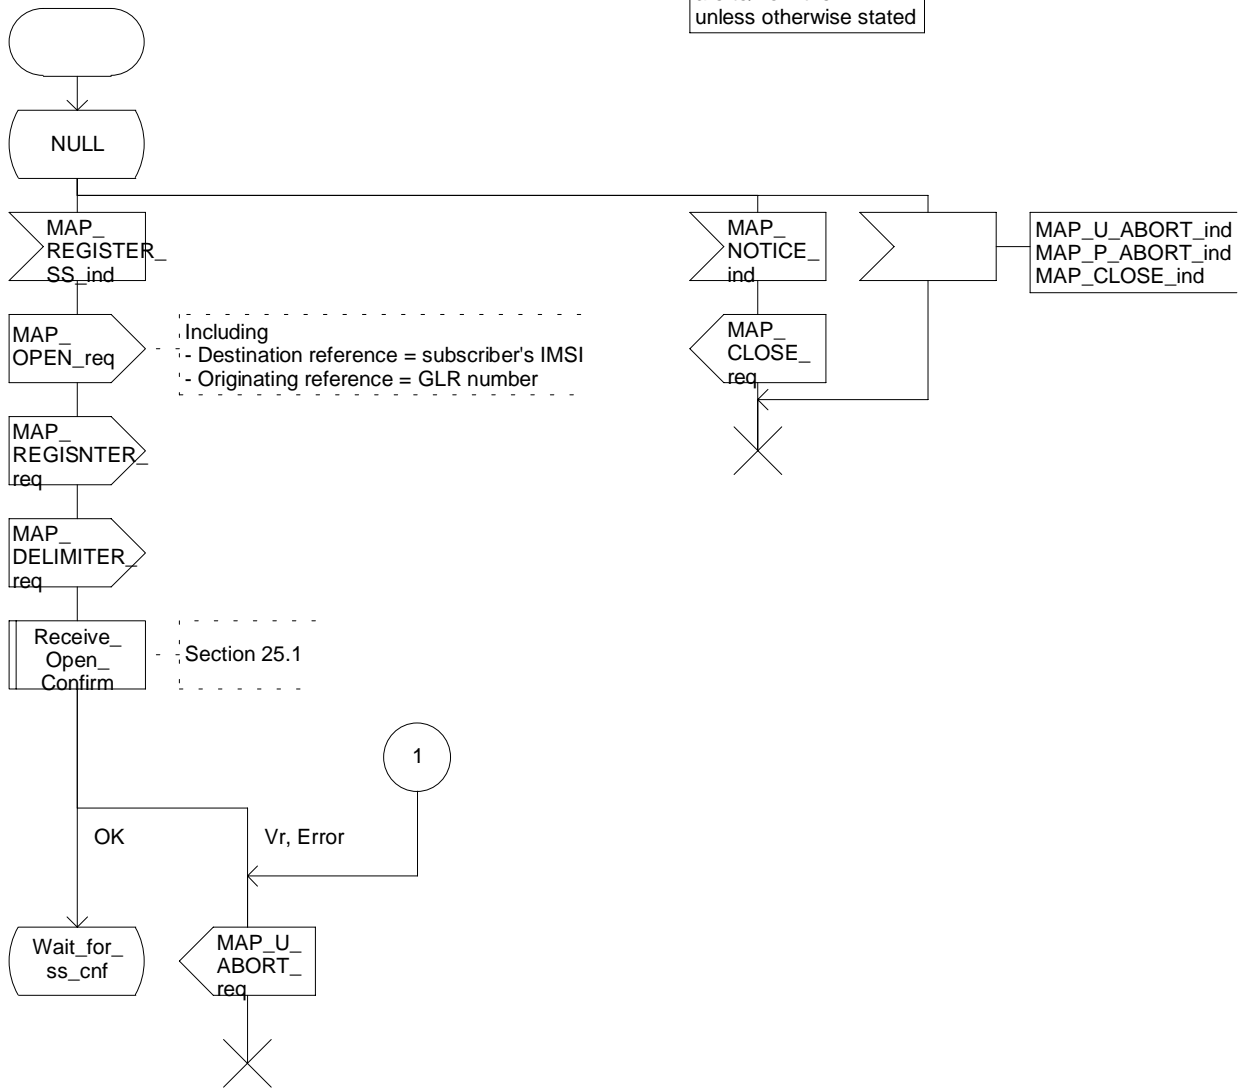 unless otherwise stated
NULL
MAP_
REGISTER_
SS_ind
MAP_
NOTICE_
ind
MAP_U_ABORT_ind
MAP_P_ABORT_ind
MAP_CLOSE_ind
MAP_
OPEN_req
Including
- Destination reference = subscriber's IMSI
- Originating reference = GLR number
MAP_
CLOSE_
req
MAP_
REGISNTER_
req
MAP_
DELIMITER_
req
Receive_
Open_
Confirm
Section 25.1
1
OK
Vr, Error
Wait_for_
ss_cnf
MAP_U_
ABORT_
req